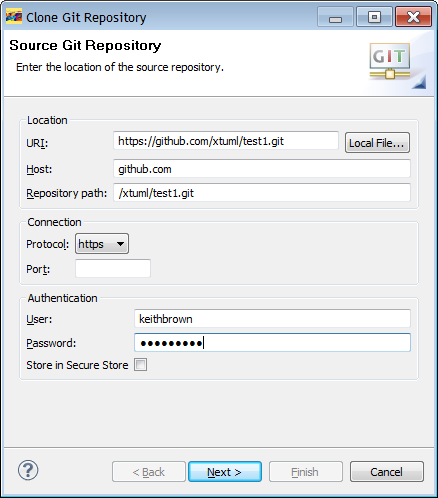 Clone Git Repository
Source Git Repository
Enter the location of the source repository.
GIT
Location
URI: https://github.com/xtuml/test1.git Local File...
Host: github.com
Repository path: /xtuml/test1.git
Connection
Protocol: https
Port:
Authentication
User: keithbrown
Password: ●●●●●●●●●
Store in Secure Store
? < Back Next > Finish Cancel